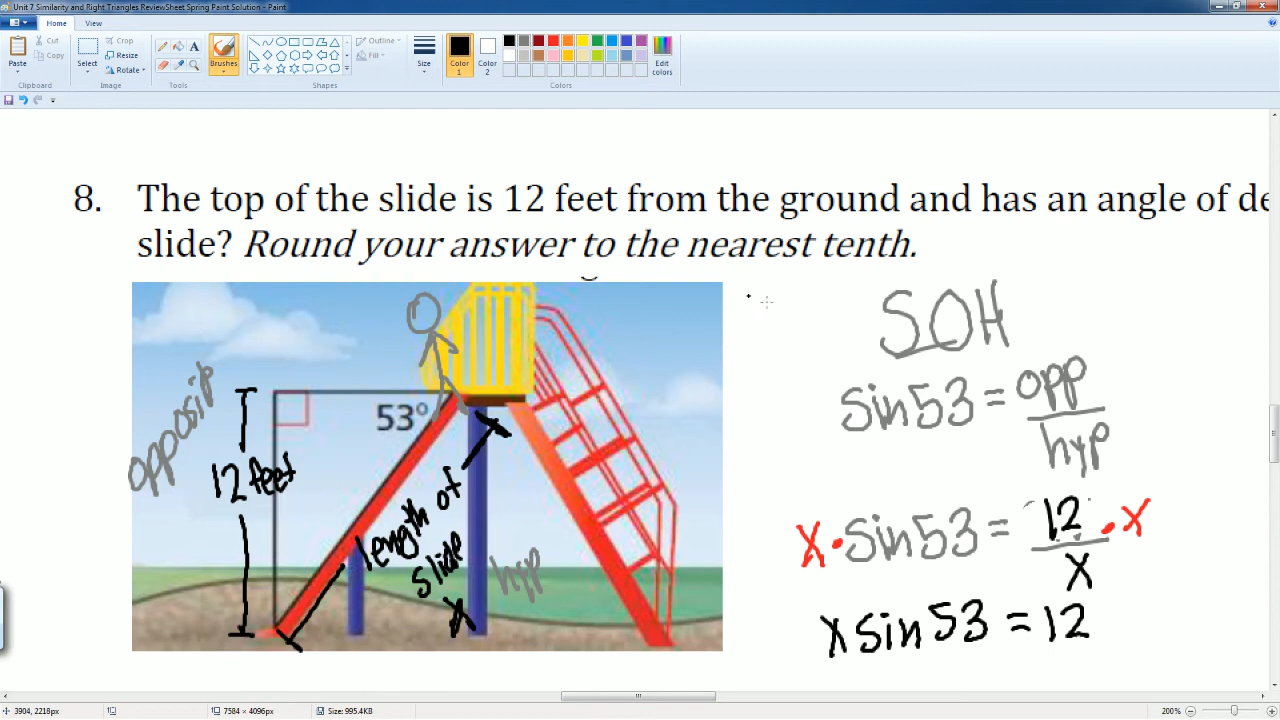 Unit 7 Similarity and Right Triangles ReviewSheet Spring Paint Solution - Paint
Home View
Cut
Copy
Paste
Clipboard
Crop
Resize
Rotate
Select
Image
A
Tools
Brushes
Shapes
Outline
Fill
Size
Color 1
Color 2
Edit colors
Colors
8. The top of the slide is 12 feet from the ground and has an angle of de
slide? Round your answer to the nearest tenth.
opposit
12 feet
53°
length of
slide
x
hyp
SOH
sin53 = opp
hyp
x • sin53 = 12 • x
x
x sin 53 = 12
3904, 2218px
7584 × 4096px
Size: 995.4KB
200%